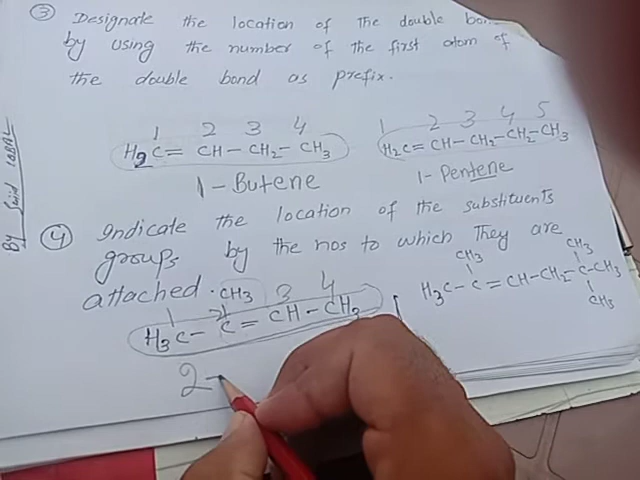 ③ Designate the location of the double
by using the number of the first atom of
the double bond as prefix.
1 2 3 4
H2C = CH - CH2 - CH3
1 - Butene
1 2 3 4 5
H2C = CH - CH2 - CH2 - CH3
1 - Pentene
④ Indicate the location of the substituents
groups by the nos to which They are
attached.
CH3
1 2 3 4
H3C - C = CH - CH3
2 -
CH3 CH3
H3C - C = CH - CH2 - C - CH3
CH3
By Sajid